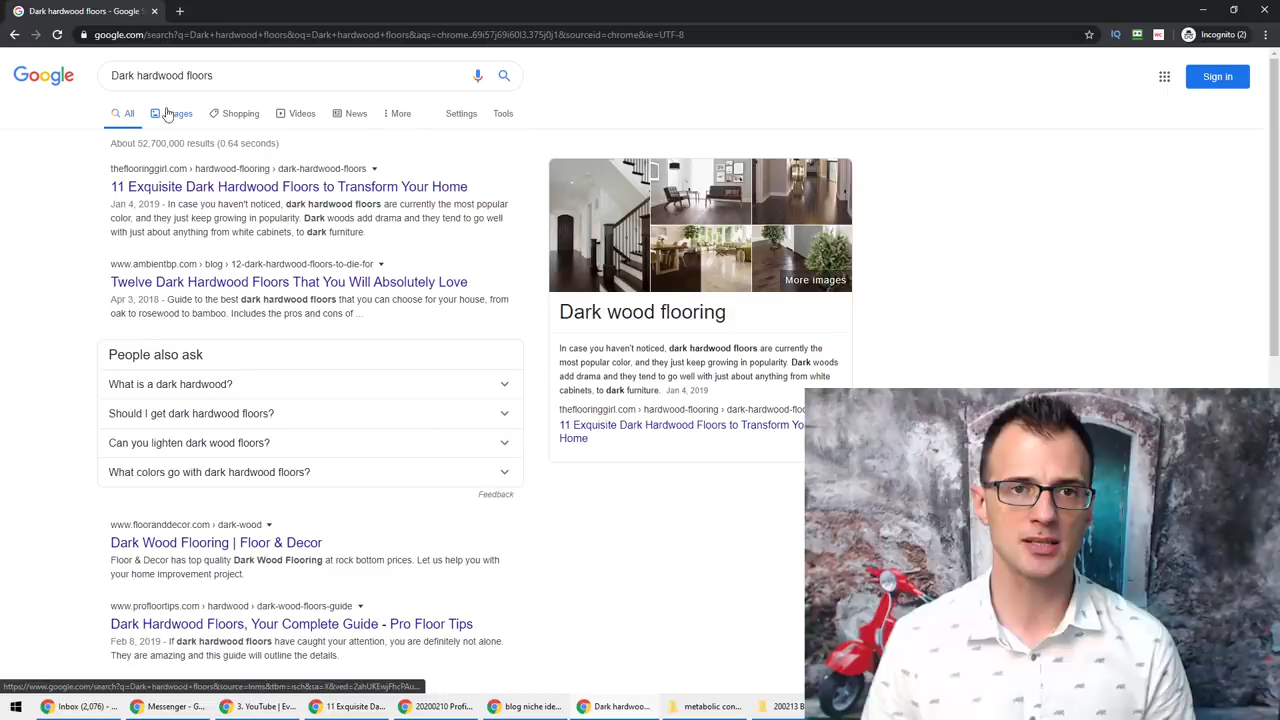 Dark hardwood floors - Google S
google.com/search?q=Dark+hardwood+floors&oq=Dark+hardwood+floors&aqs=chrome..69i57j69i60l3.375j0j1&sourceid=chrome&ie=UTF-8
Incognito (2)
Google
Dark hardwood floors
Sign in
All
Images
Shopping
Videos
News
More
Settings
Tools
About 52,700,000 results (0.64 seconds)
theflooringgirl.com › hardwood-flooring › dark-hardwood-floors
11 Exquisite Dark Hardwood Floors to Transform Your Home
Jan 4, 2019 - In case you haven't noticed, dark hardwood floors are currently the most popular
color, and they just keep growing in popularity. Dark woods add drama and they tend to go well
with just about anything from white cabinets, to dark furniture.
www.ambientbp.com › blog › 12-dark-hardwood-floors-to-die-for
Twelve Dark Hardwood Floors That You Will Absolutely Love
Apr 3, 2018 - Guide to the best dark hardwood floors that you can choose for your house, from
oak to rosewood to bamboo. Includes the pros and cons of ...
People also ask
What is a dark hardwood?
Should I get dark hardwood floors?
Can you lighten dark wood floors?
What colors go with dark hardwood floors?
Feedback
www.flooranddecor.com › dark-wood
Dark Wood Flooring | Floor & Decor
Floor & Decor has top quality Dark Wood Flooring at rock bottom prices. Let us help you with
your home improvement project.
www.profloortips.com › hardwood › dark-wood-floors-guide
Dark Hardwood Floors, Your Complete Guide - Pro Floor Tips
Feb 8, 2019 - If dark hardwood floors have caught your attention, you are definitely not alone.
They are amazing and this guide will outline the details.
More images
Dark wood flooring
In case you haven't noticed, dark hardwood floors are currently the
most popular color, and they just keep growing in popularity. Dark woods
add drama and they tend to go well with just about anything from white
cabinets, to dark furniture. Jan 4, 2019
theflooringgirl.com › hardwood-flooring › dark-hardwood-floo
11 Exquisite Dark Hardwood Floors to Transform Yo
Home
Inbox (2,076) - ...
Messenger - G...
3. YouTube | Ev...
11 Exquisite Da...
20200210 Profi...
blog niche ide...
Dark hardwoo...
metabolic con...
200213 B